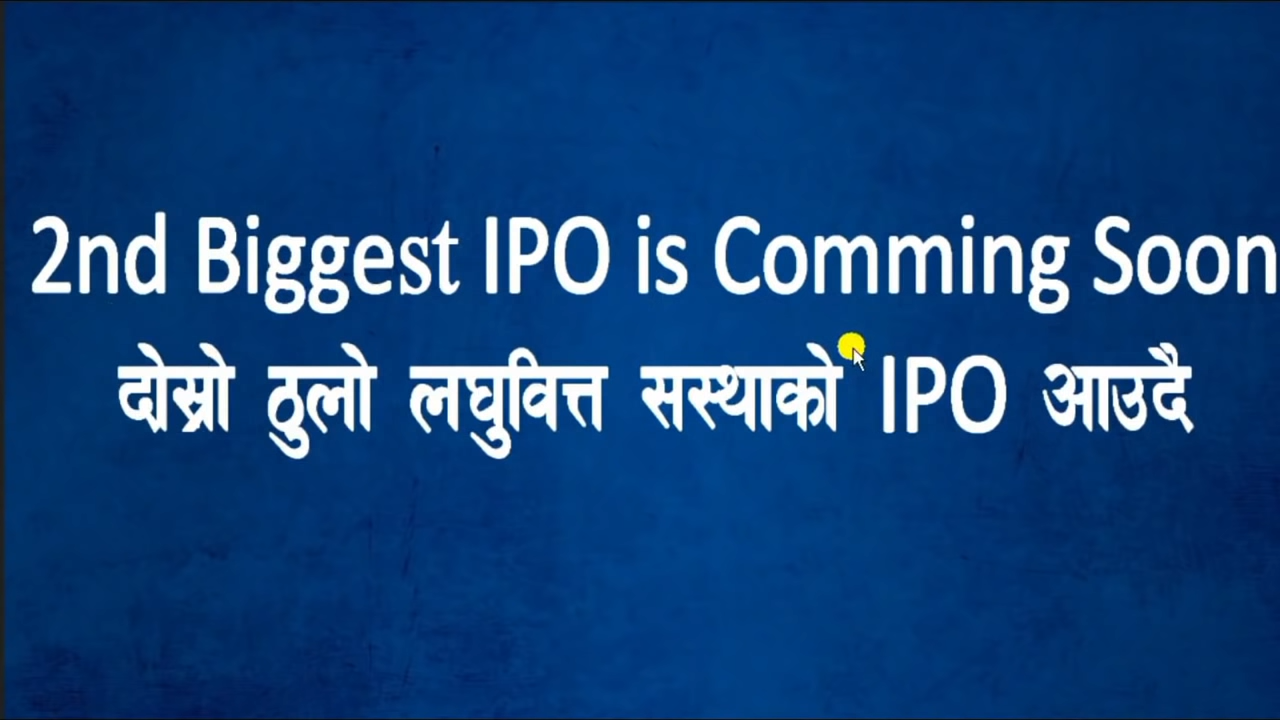 2nd Biggest IPO is Comming Soon
दोस्रो ठुलो लघुवित्त सस्थाको IPO आउदै